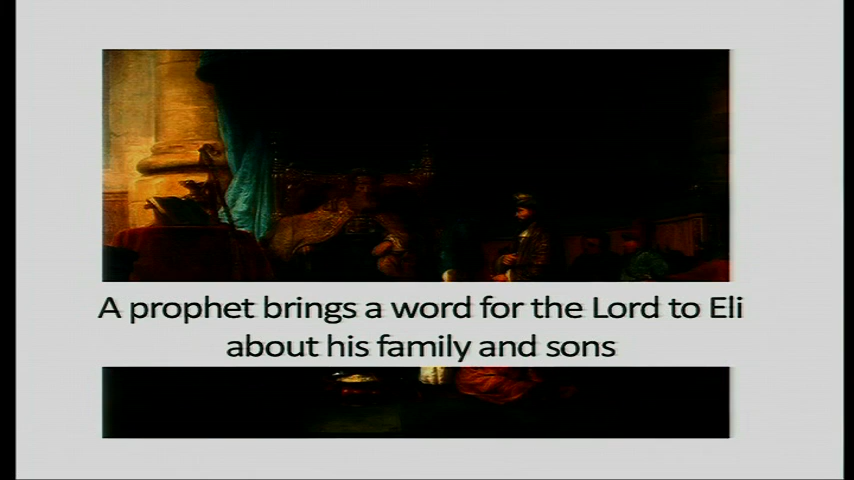 A prophet brings a word for the Lord to Eli
about his family and sons